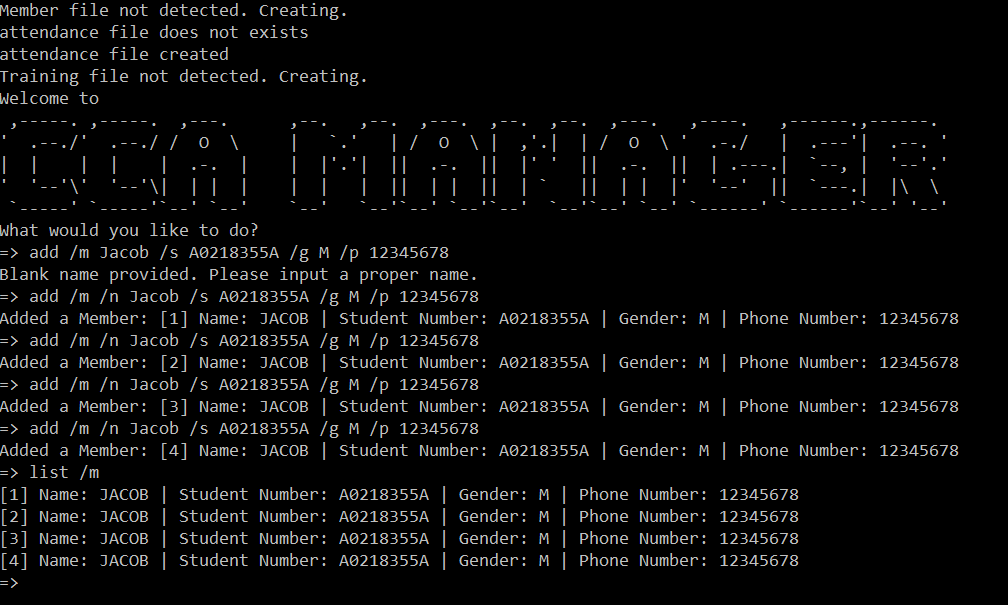 Member file not detected. Creating.
attendance file does not exists
attendance file created
Training file not detected. Creating.
Welcome to
CCA MANAGER
What would you like to do?
=> add /m Jacob /s A0218355A /g M /p 12345678
Blank name provided. Please input a proper name.
=> add /m /n Jacob /s A0218355A /g M /p 12345678
Added a Member: [1] Name: JACOB | Student Number: A0218355A | Gender: M | Phone Number: 12345678
=> add /m /n Jacob /s A0218355A /g M /p 12345678
Added a Member: [2] Name: JACOB | Student Number: A0218355A | Gender: M | Phone Number: 12345678
=> add /m /n Jacob /s A0218355A /g M /p 12345678
Added a Member: [3] Name: JACOB | Student Number: A0218355A | Gender: M | Phone Number: 12345678
=> add /m /n Jacob /s A0218355A /g M /p 12345678
Added a Member: [4] Name: JACOB | Student Number: A0218355A | Gender: M | Phone Number: 12345678
=> list /m
[1] Name: JACOB | Student Number: A0218355A | Gender: M | Phone Number: 12345678
[2] Name: JACOB | Student Number: A0218355A | Gender: M | Phone Number: 12345678
[3] Name: JACOB | Student Number: A0218355A | Gender: M | Phone Number: 12345678
[4] Name: JACOB | Student Number: A0218355A | Gender: M | Phone Number: 12345678
=>